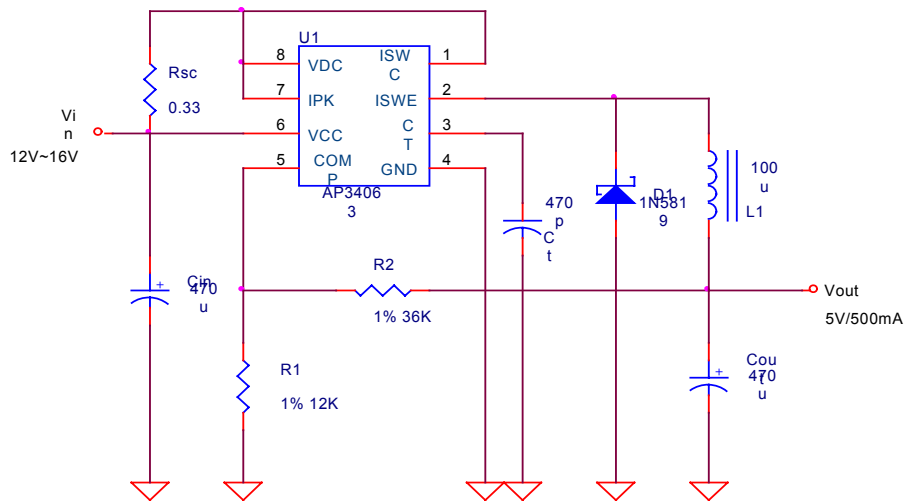 U1
8
VDC
ISW
C
1
Rsc
0.33
7
IPK
ISWE
2
Vi
n
12V~16V
6
VCC
C
T
3
5
COM
P
GND
4
AP3406
3
470
p
C
t
D1
1N581
9
100
u
L1
Cin
470
u
R2
1% 36K
Vout
5V/500mA
R1
1% 12K
Cou
t
470
u
+
+